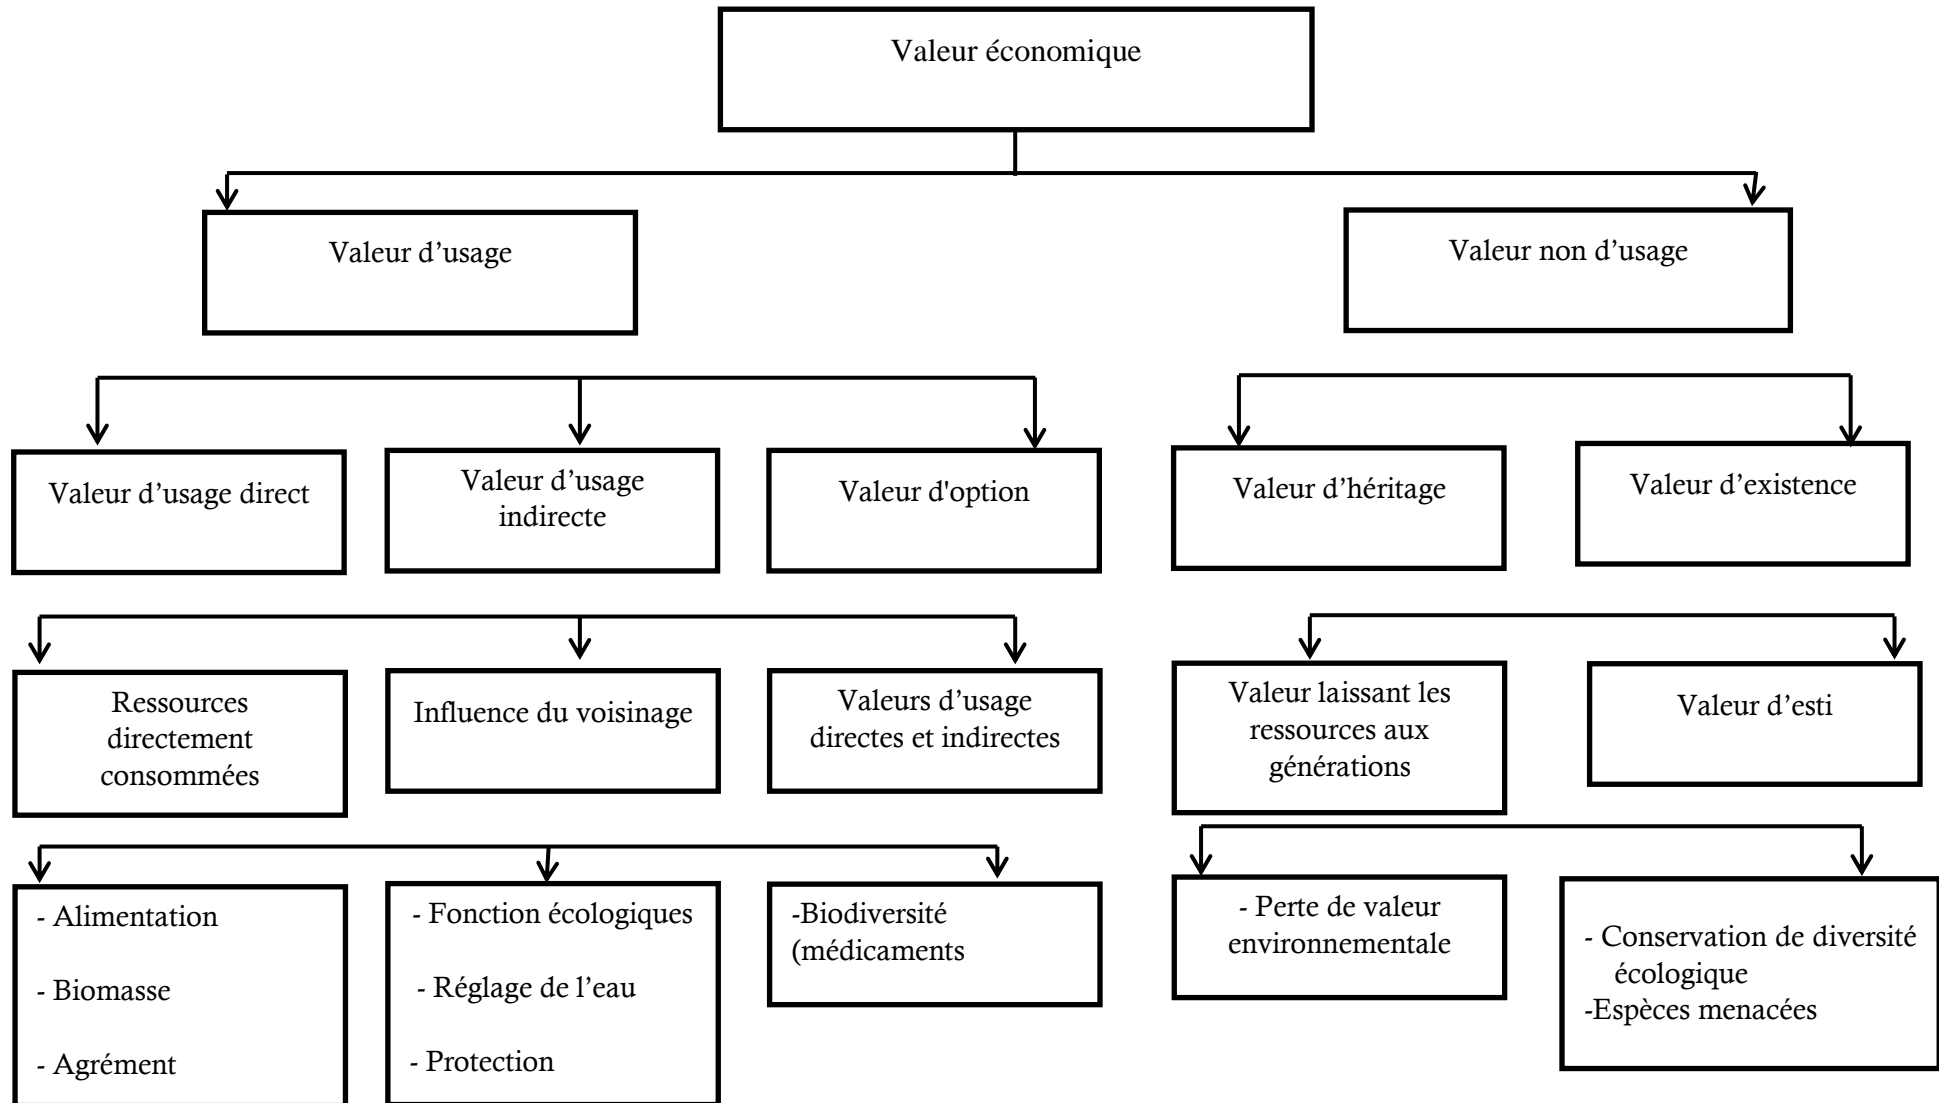 Valeur économique
Valeur d’usage
Valeur non d’usage
Valeur d’usage direct
Valeur d’usage
indirecte
Valeur d'option
Valeur d’héritage
Valeur d’existence
Ressources
directement
consommées
Influence du voisinage
Valeurs d’usage
directes et indirectes
Valeur laissant les
ressources aux
générations
Valeur d’esti
- Alimentation
- Biomasse
- Agrément
- Fonction écologiques
- Réglage de l’eau
- Protection
-Biodiversité
(médicaments
- Perte de valeur
environnementale
- Conservation de diversité
écologique
-Espèces menacées